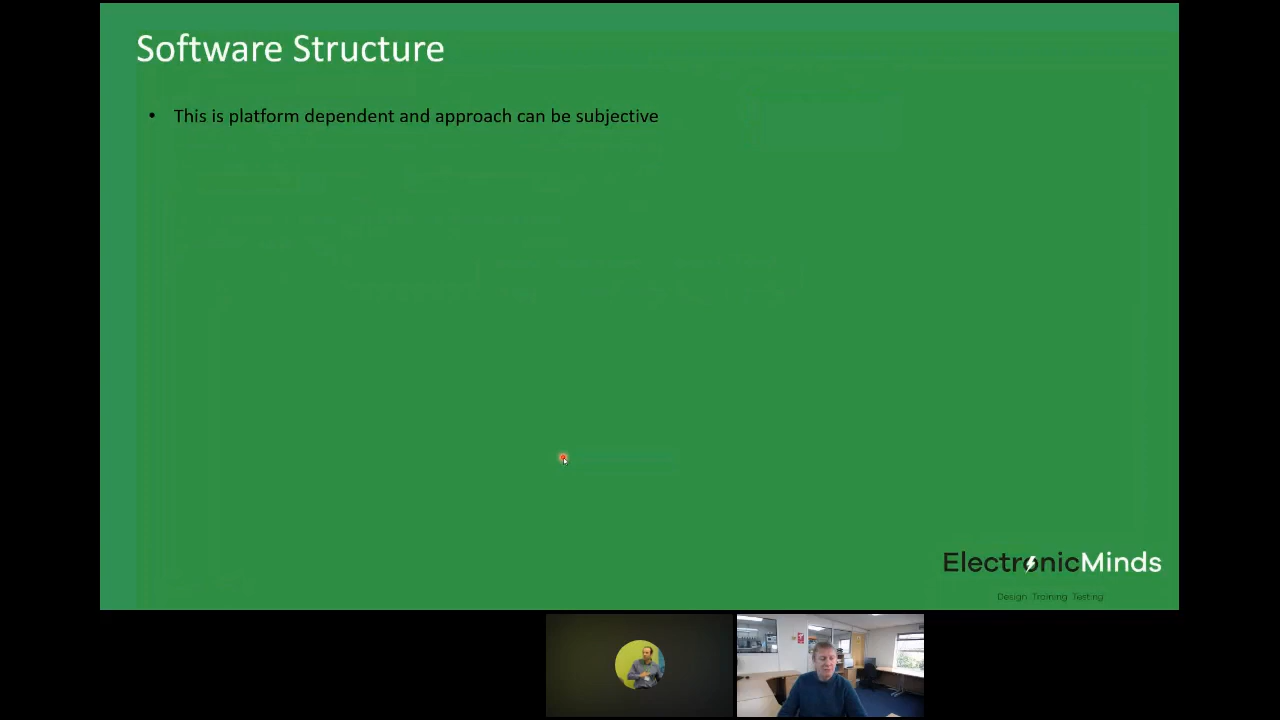 Software Structure
• This is platform dependent and approach can be subjective
ElectronicMinds
Design Training Testing